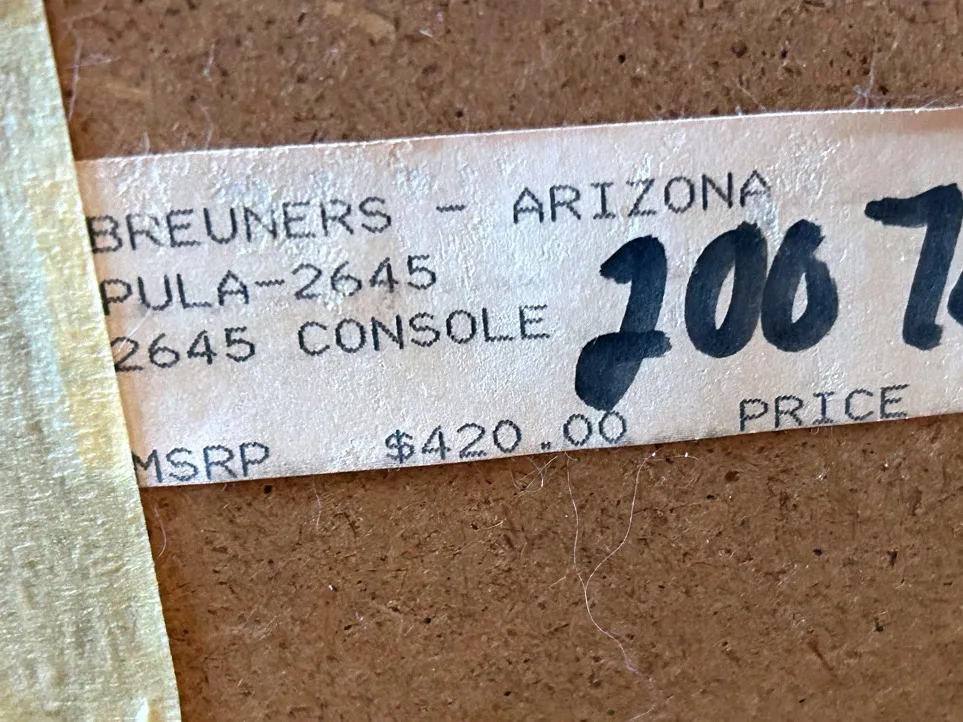 BREUNERS - ARIZONA
PULA-2645
2645 CONSOLE
200
MSRP $420.00 PRICE